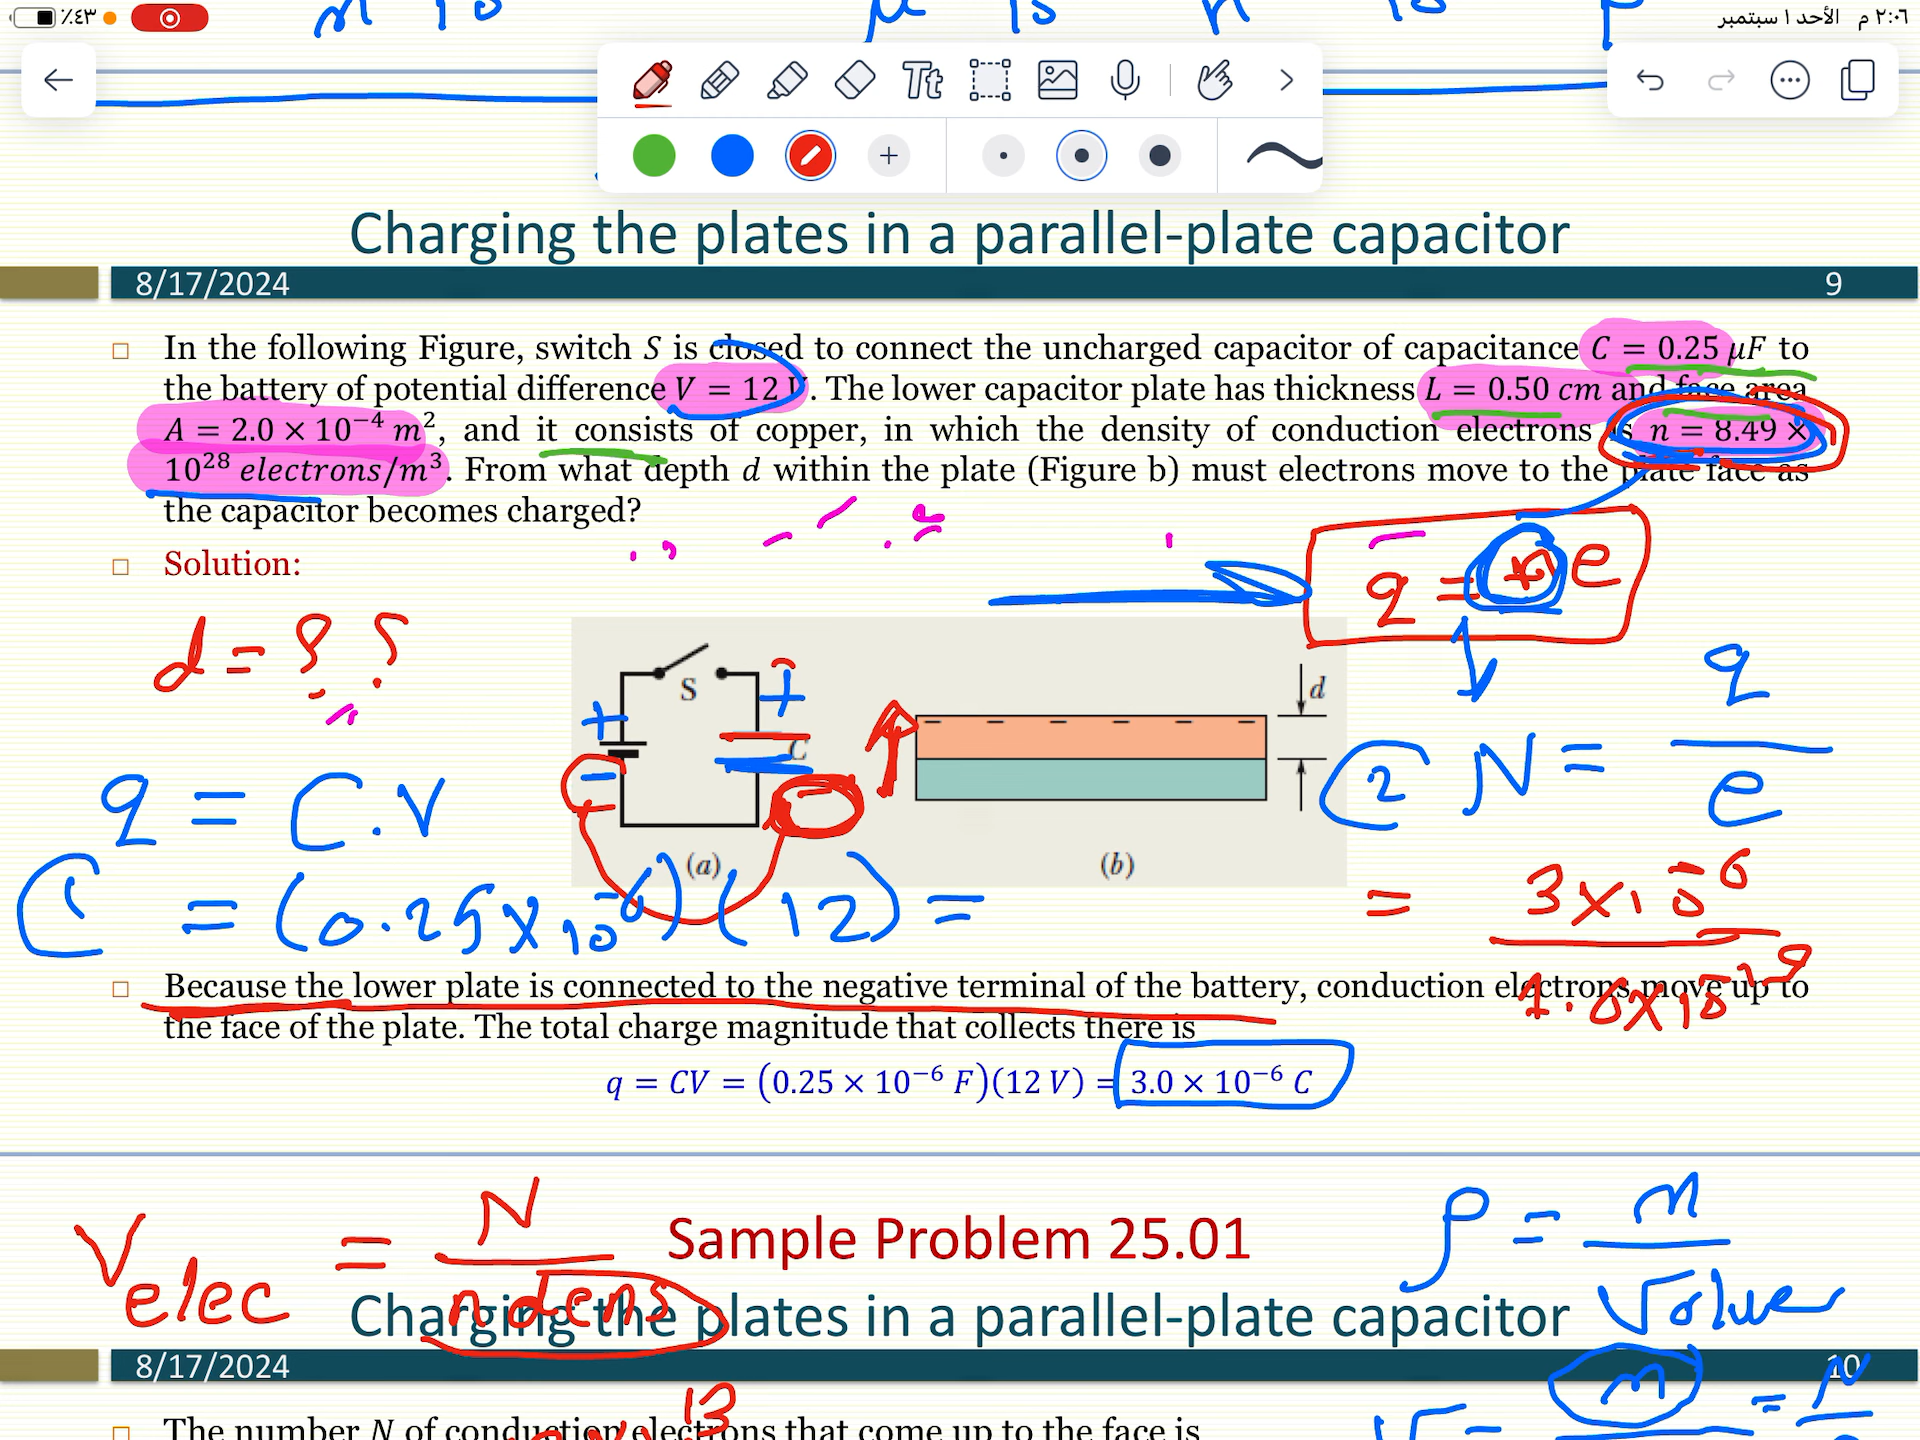 ٪٤٣
٢:٠٦ م الأحد ١ سبتمبر
Tt
Charging the plates in a parallel-plate capacitor
8/17/2024 9
In the following Figure, switch S is closed to connect the uncharged capacitor of capacitance C = 0.25 μF to
the battery of potential difference V = 12 V. The lower capacitor plate has thickness L = 0.50 cm and face area
A = 2.0 × 10⁻⁴ m², and it consists of copper, in which the density of conduction electrons is n = 8.49 ×
10²⁸ electrons/m³. From what depth d within the plate (Figure b) must electrons move to the plate face as
the capacitor becomes charged?
Solution:
q = e
d = ? ?
S
C
d
+
+
−
(a)
(b)
q = C.V
(1 = (0.25×10⁻⁶) (12) =
(2 N = q/e
= 3×10⁻⁶ / 1.6×10⁻¹⁹
Because the lower plate is connected to the negative terminal of the battery, conduction electrons move up to
the face of the plate. The total charge magnitude that collects there is
q = CV = (0.25 × 10⁻⁶ F)(12 V) = 3.0 × 10⁻⁶ C
V elec = N / n dens
Sample Problem 25.01
ρ = m / Volume
Charging the plates in a parallel-plate capacitor
8/17/2024 10
m
= N
13
The number N of conduction electrons that come up to the face is